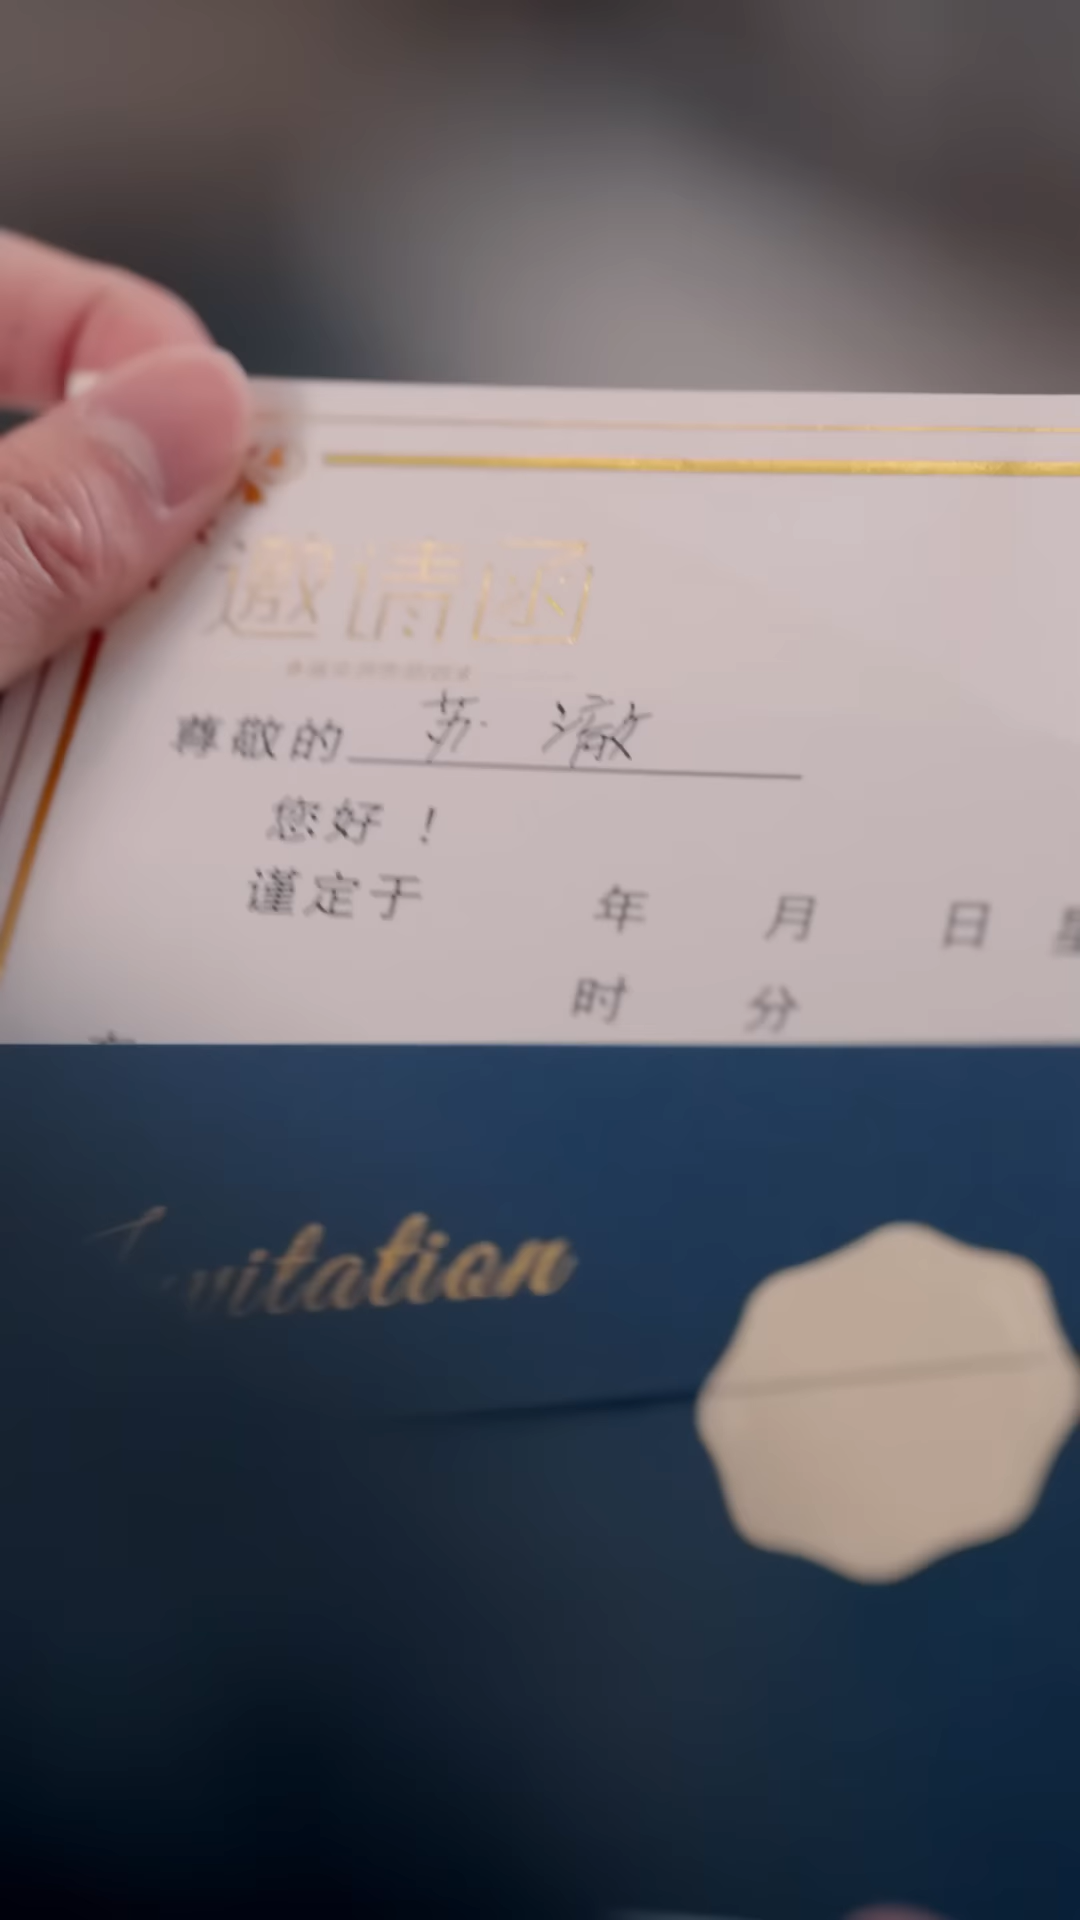 邀请函
尊敬的 苏 澈
您好！
谨定于 年 月 日
时 分
Invitation